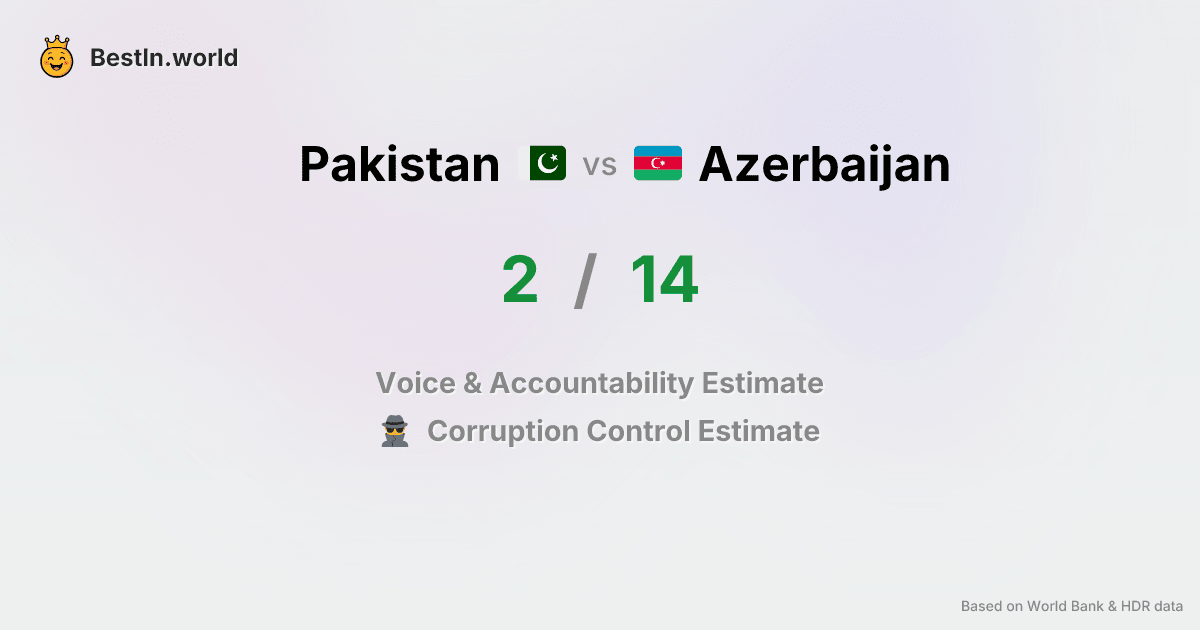 BestIn.world
Pakistan vs Azerbaijan
2 / 14
Voice & Accountability Estimate
Corruption Control Estimate
Based on World Bank & HDR data